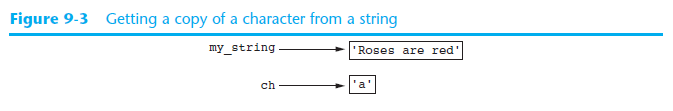 Figure 9-3 Getting a copy of a character from a string
my_string 'Roses are red'
ch 'a'